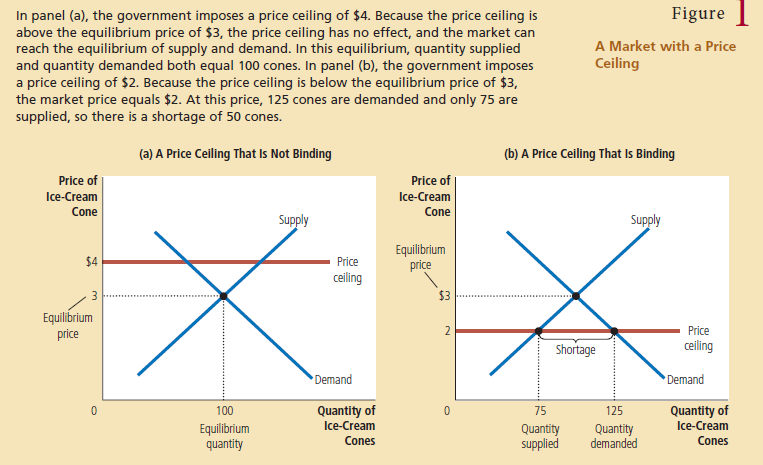 In panel (a), the government imposes a price ceiling of $4. Because the price ceiling is
above the equilibrium price of $3, the price ceiling has no effect, and the market can
reach the equilibrium of supply and demand. In this equilibrium, quantity supplied
and quantity demanded both equal 100 cones. In panel (b), the government imposes
a price ceiling of $2. Because the price ceiling is below the equilibrium price of $3,
the market price equals $2. At this price, 125 cones are demanded and only 75 are
supplied, so there is a shortage of 50 cones.
Figure 1
A Market with a Price
Ceiling
(a) A Price Ceiling That Is Not Binding
Price of
Ice-Cream
Cone
Supply
$4
Price
ceiling
3
Equilibrium
price
Demand
0
100
Equilibrium
quantity
Quantity of
Ice-Cream
Cones
(b) A Price Ceiling That Is Binding
Price of
Ice-Cream
Cone
Supply
Equilibrium
price
$3
2
Price
ceiling
Shortage
Demand
0
75
Quantity
supplied
125
Quantity
demanded
Quantity of
Ice-Cream
Cones